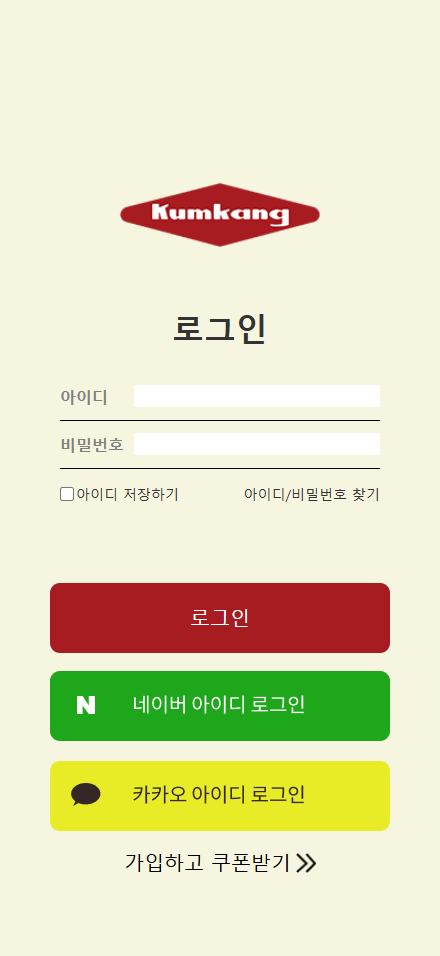 Kumkang
로그인
아이디
비밀번호
아이디 저장하기 아이디/비밀번호 찾기
로그인
N 네이버 아이디 로그인
카카오 아이디 로그인
가입하고 쿠폰받기